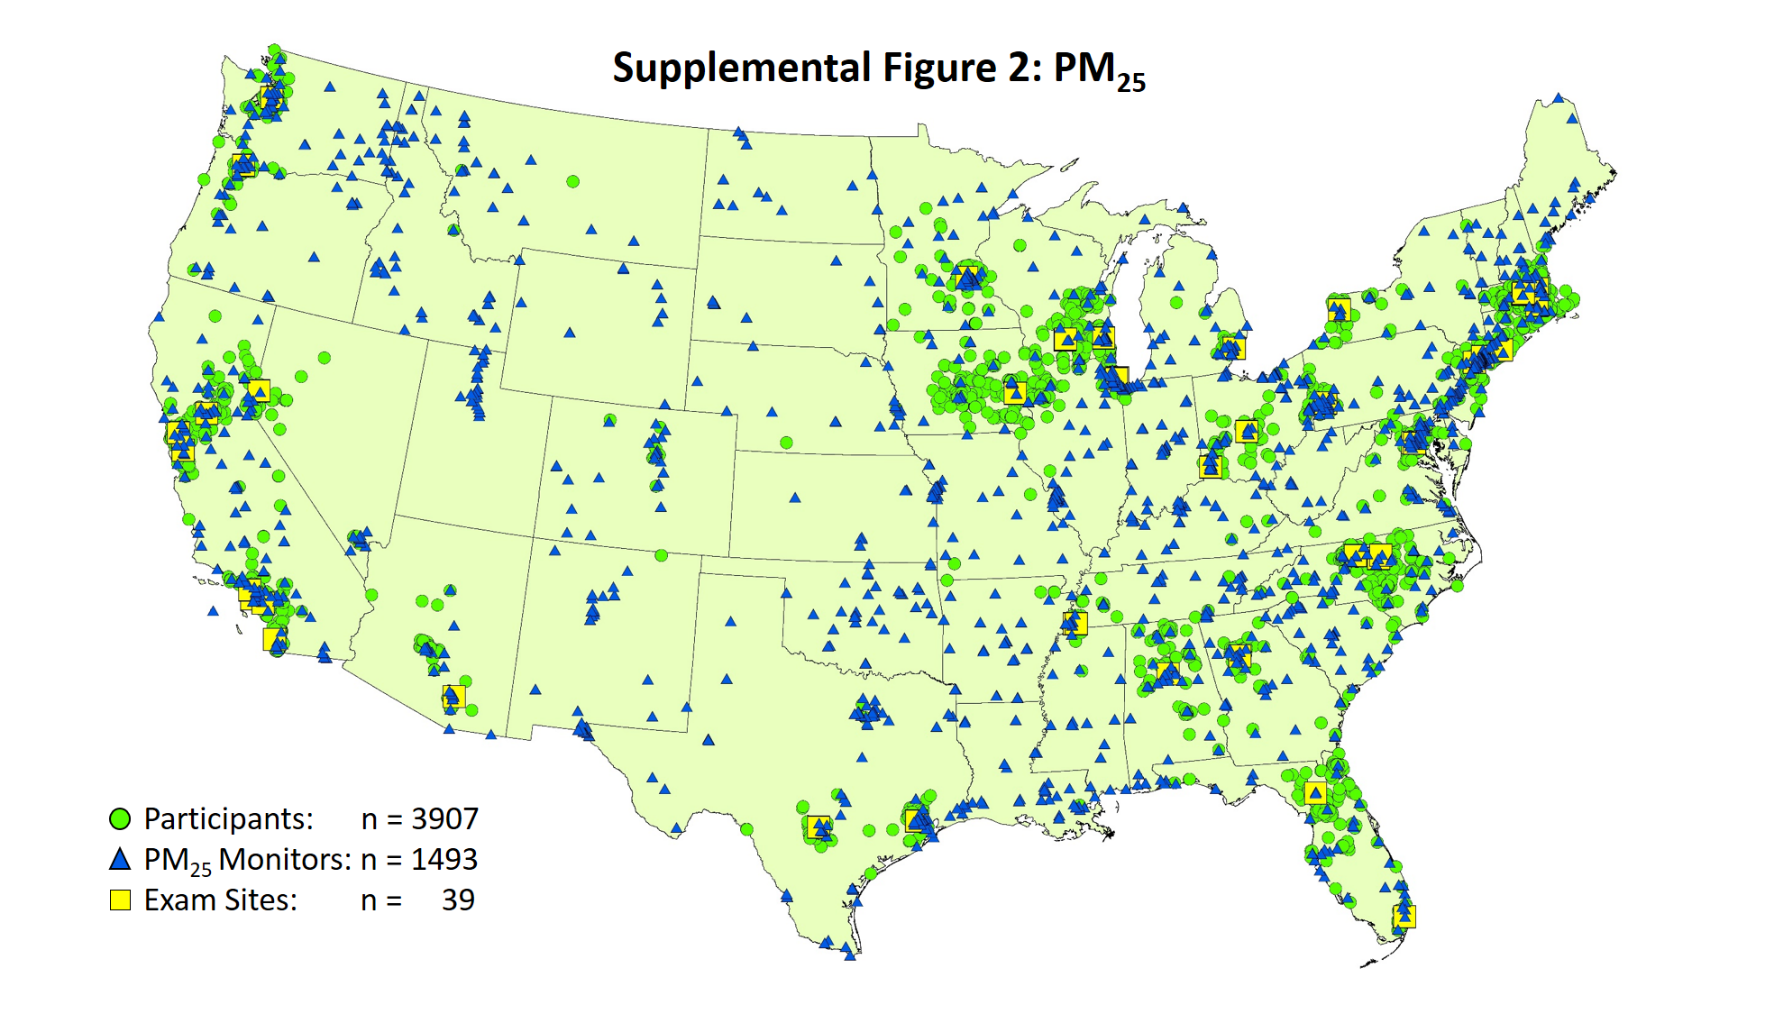 Supplemental Figure 2: PM25
Participants: n = 3907
PM25 Monitors: n = 1493
Exam Sites: n = 39